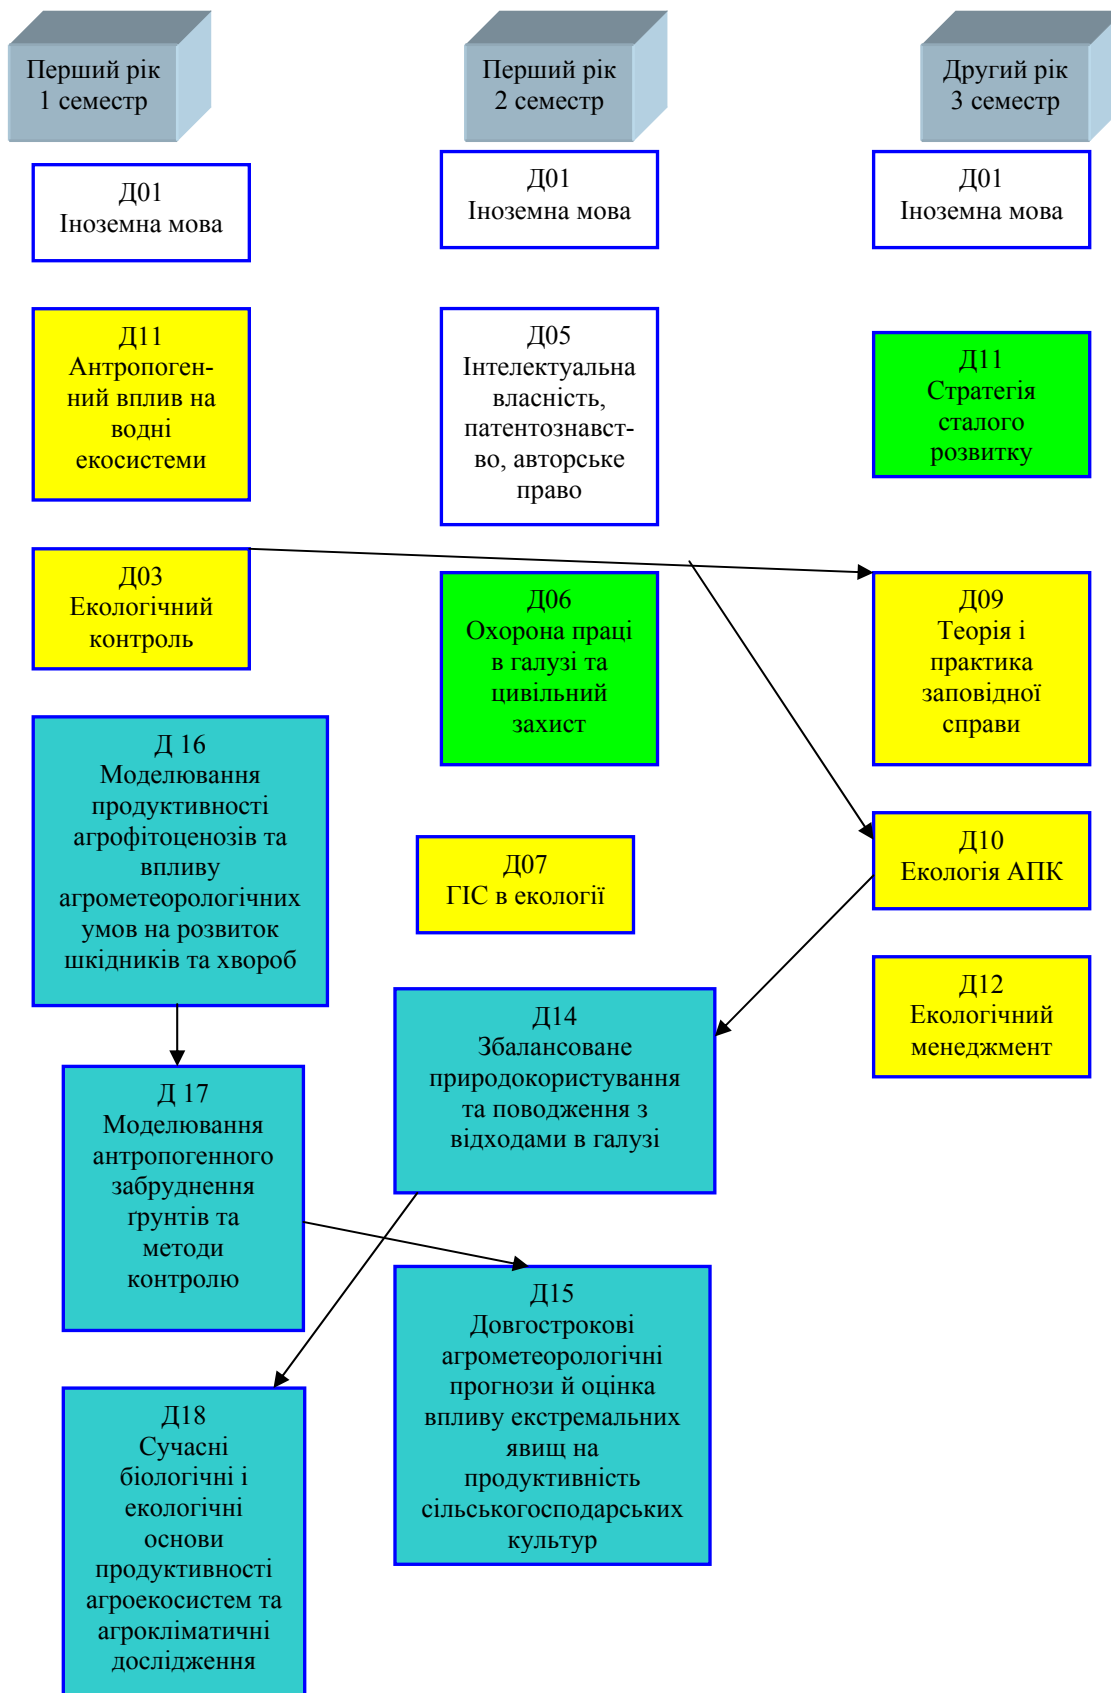 Перший рік
1 семестр
Перший рік
2 семестр
Другий рік
3 семестр
Д01
Іноземна мова
Д11
Антропоген-
ний вплив на
водні
екосистеми
Д03
Екологічний
контроль
Д 16
Моделювання
продуктивності
агрофітоценозів та
впливу
агрометеорологічних
умов на розвиток
шкідників та хвороб
Д 17
Моделювання
антропогенного
забруднення
ґрунтів та
методи
контролю
Д18
Сучасні
біологічні і
екологічні
основи
продуктивності
агроекосистем та
агрокліматичні
дослідження
Д01
Іноземна мова
Д05
Інтелектуальна
власність,
патентознавст-
во, авторське
право
Д06
Охорона праці
в галузі та
цивільний
захист
Д07
ГІС в екології
Д14
Збалансоване
природокористування
та поводження з
відходами в галузі
Д15
Довгострокові
агрометеорологічні
прогнози й оцінка
впливу екстремальних
явищ на
продуктивність
сільськогосподарських
культур
Д01
Іноземна мова
Д11
Стратегія
сталого
розвитку
Д09
Теорія і
практика
заповідної
справи
Д10
Екологія АПК
Д12
Екологічний
менеджмент